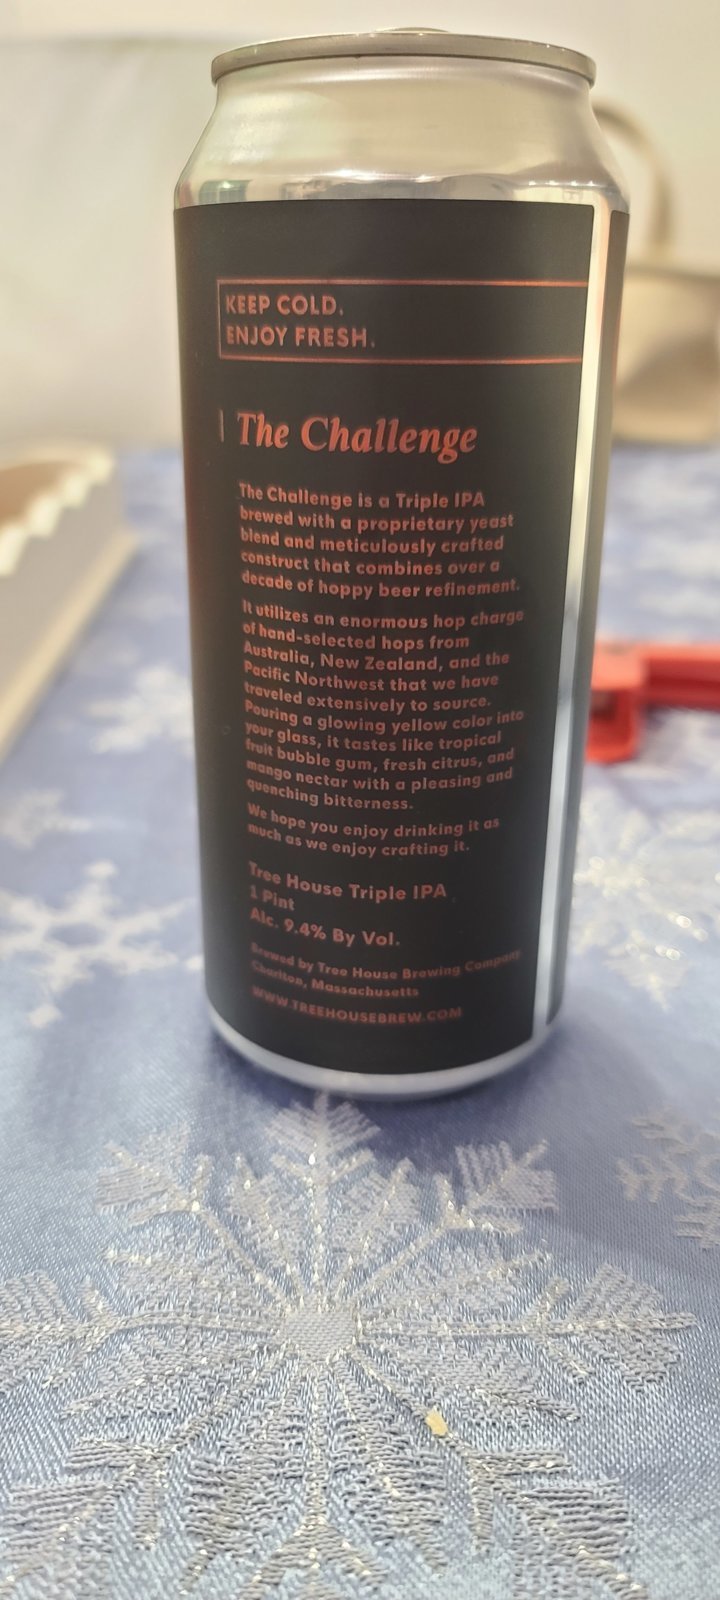 KEEP COLD.
ENJOY FRESH.
The Challenge
The Challenge is a Triple IPA
brewed with a proprietary yeast
blend and meticulously crafted
construct that combines over a
decade of hoppy beer refinement.
It utilizes an enormous hop charge
of hand-selected hops from
Australia, New Zealand, and the
Pacific Northwest that we have
traveled extensively to source.
Pouring a glowing yellow color into
your glass, it tastes like tropical
fruit bubble gum, fresh citrus, and
mango nectar with a pleasing and
quenching bitterness.
We hope you enjoy drinking it as
much as we enjoy crafting it.
Tree House Triple IPA
1 Pint
Alc. 9.4% By Vol.
Brewed by Tree House Brewing Company
Charlton, Massachusetts
WWW.TREEHOUSEBREW.COM